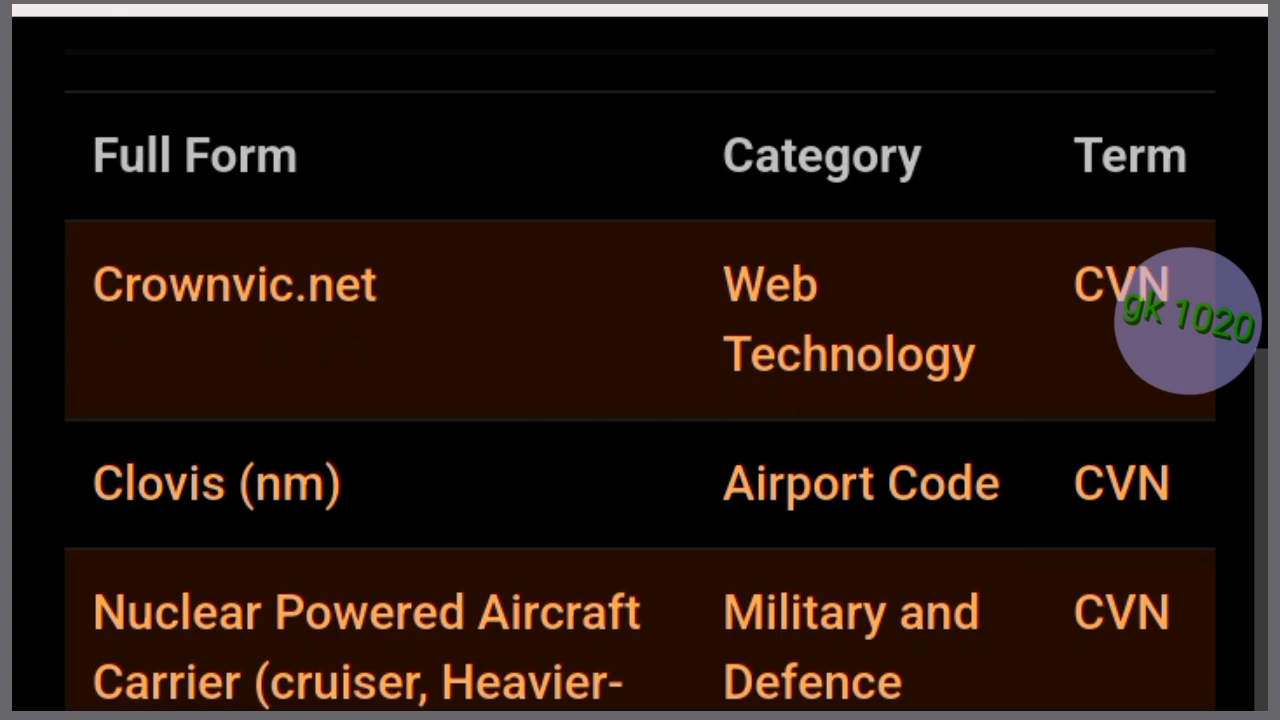 Full Form Category Term
Crownvic.net Web CVN
Technology
gk 1020
Clovis (nm) Airport Code CVN
Nuclear Powered Aircraft Military and CVN
Carrier (cruiser, Heavier- Defence